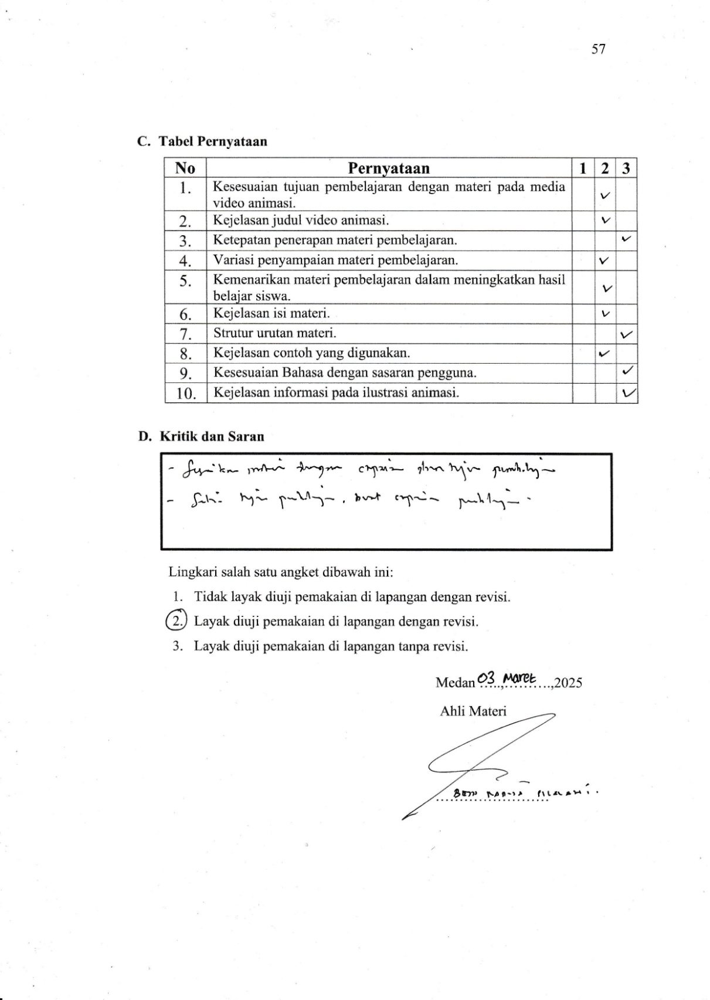 57
C. Tabel Pernyataan
No Pernyataan 1 2 3
1. Kesesuaian tujuan pembelajaran dengan materi pada media
video animasi. ✓
2. Kejelasan judul video animasi. ✓
3. Ketepatan penerapan materi pembelajaran. ✓
4. Variasi penyampaian materi pembelajaran. ✓
5. Kemenarikan materi pembelajaran dalam meningkatkan hasil
belajar siswa. ✓
6. Kejelasan isi materi. ✓
7. Strutur urutan materi. ✓
8. Kejelasan contoh yang digunakan. ✓
9. Kesesuaian Bahasa dengan sasaran pengguna. ✓
10. Kejelasan informasi pada ilustrasi animasi. ✓
D. Kritik dan Saran
- Sesuaikan materi dengan capaian dan tujuan pembelajaran
- tujuan pembelajaran, buat capaian pembelajaran.
Lingkari salah satu angket dibawah ini:
1. Tidak layak diuji pemakaian di lapangan dengan revisi.
2. Layak diuji pemakaian di lapangan dengan revisi.
3. Layak diuji pemakaian di lapangan tanpa revisi.
Medan 03, Maret, 2025
Ahli Materi